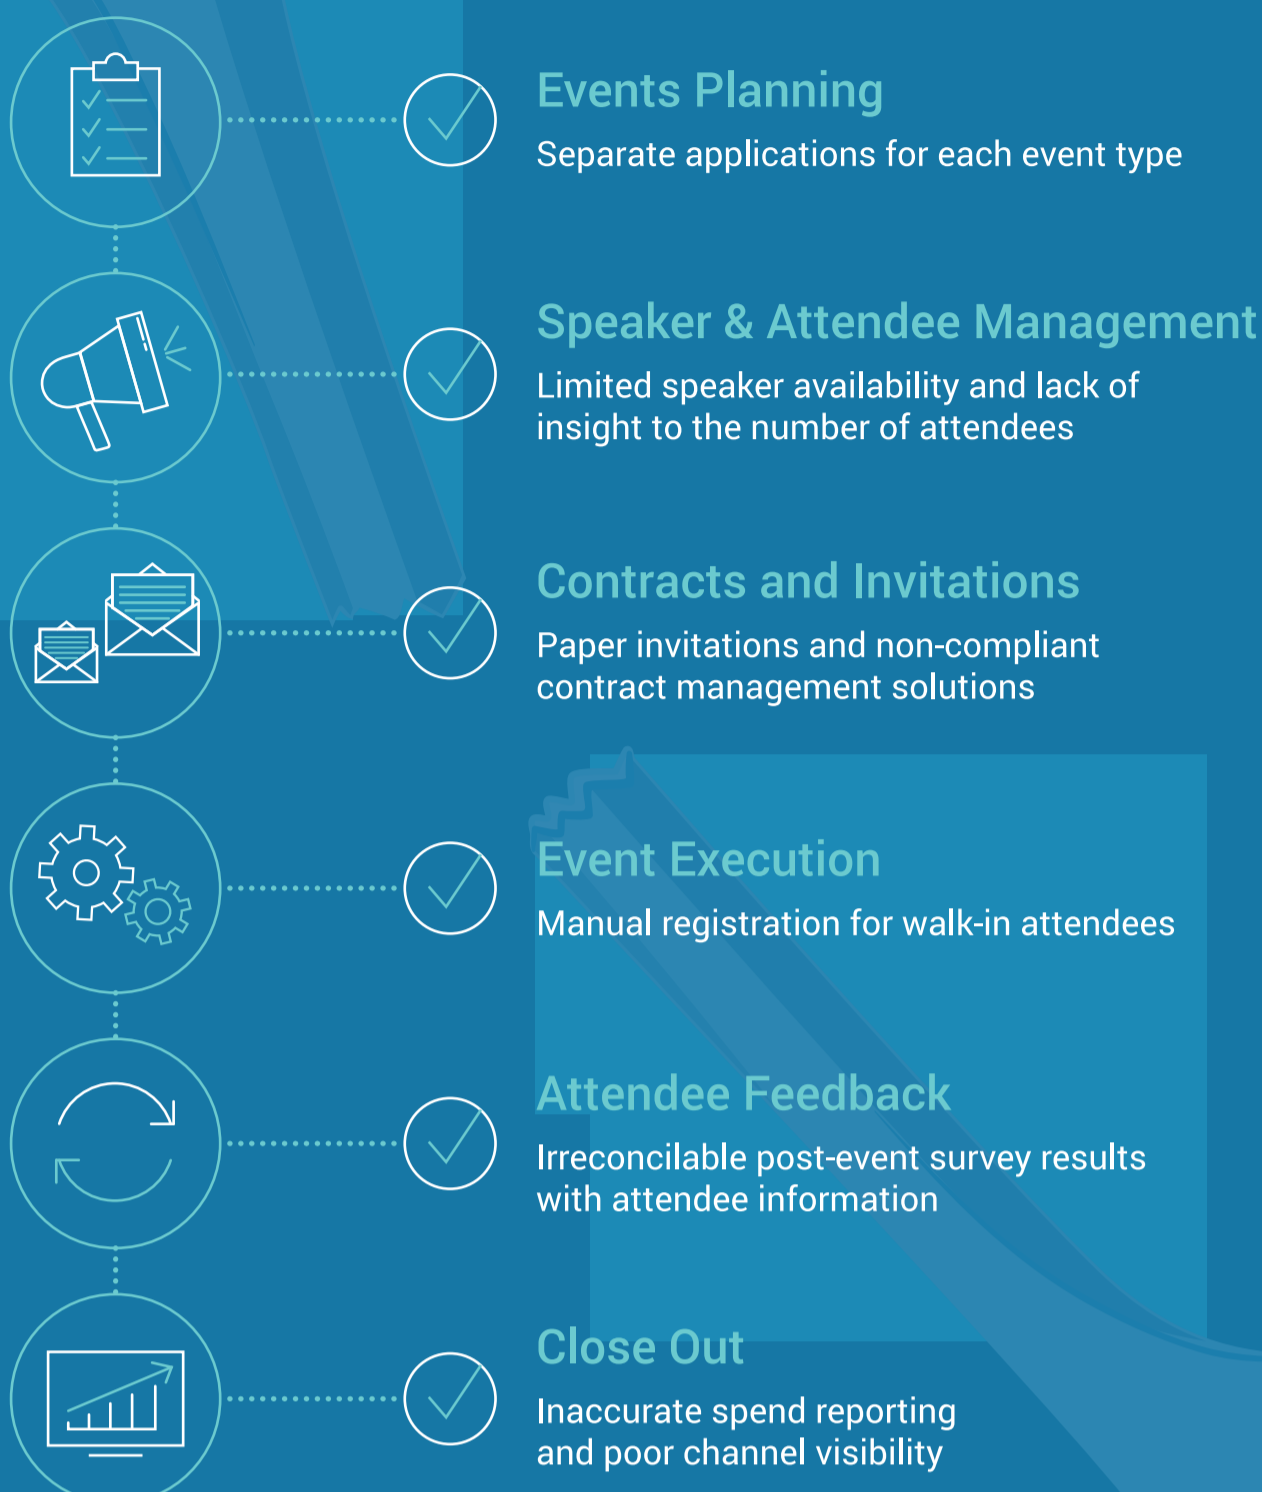 Events Planning
Separate applications for each event type
Speaker & Attendee Management
Limited speaker availability and lack of
insight to the number of attendees
Contracts and Invitations
Paper invitations and non-compliant
contract management solutions
Event Execution
Manual registration for walk-in attendees
Attendee Feedback
Irreconcilable post-event survey results
with attendee information
Close Out
Inaccurate spend reporting
and poor channel visibility